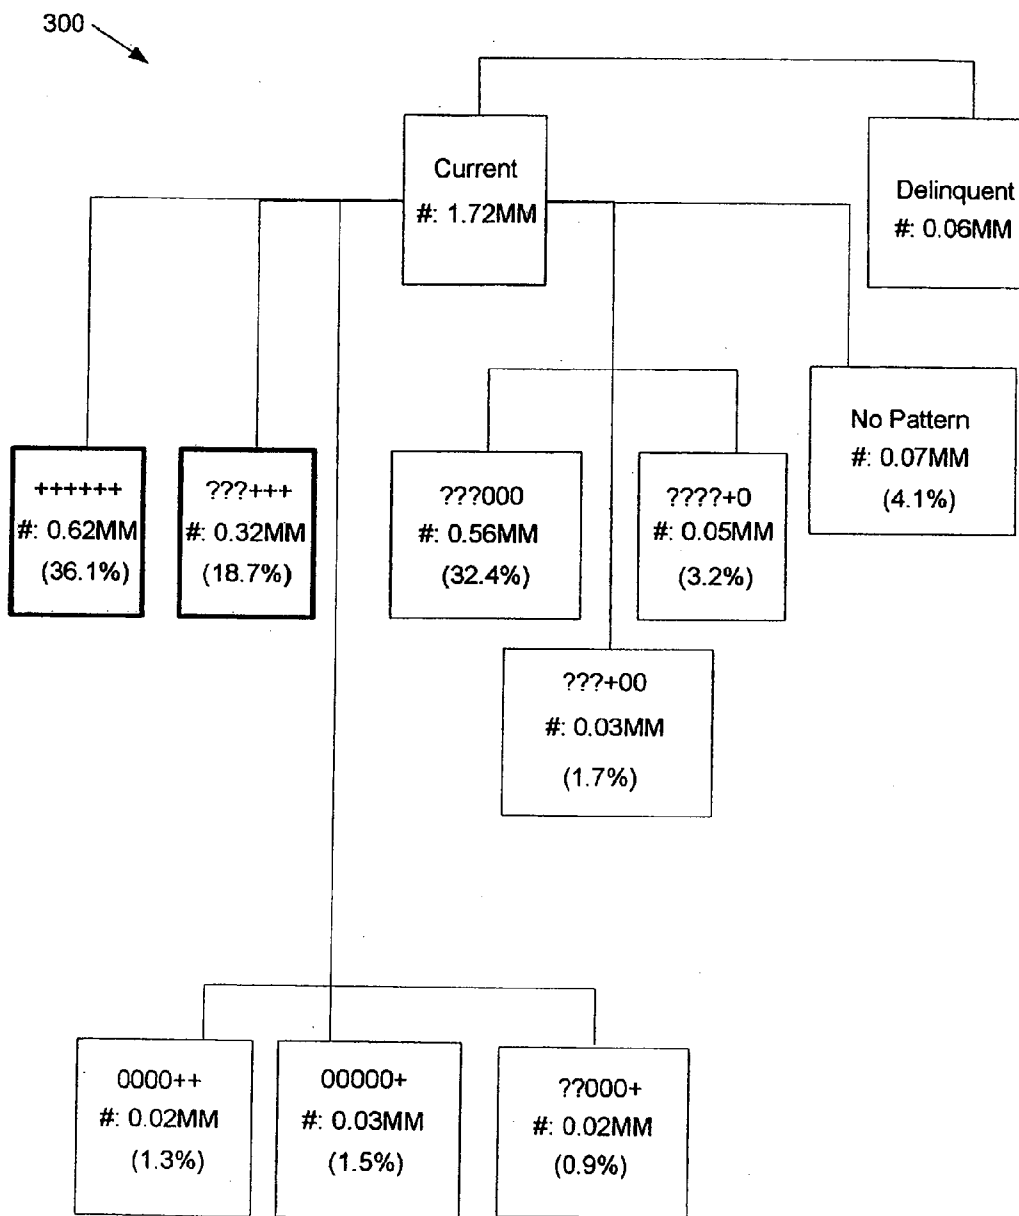 300
Current
#: 1.72MM
Delinquent
#: 0.06MM
No Pattern
#: 0.07MM
(4.1%)
++++++
#: 0.62MM
(36.1%)
???+++
#: 0.32MM
(18.7%)
???000
#: 0.56MM
(32.4%)
????+0
#: 0.05MM
(3.2%)
???+00
#: 0.03MM
(1.7%)
0000++
#: 0.02MM
(1.3%)
00000+
#: 0.03MM
(1.5%)
??000+
#: 0.02MM
(0.9%)